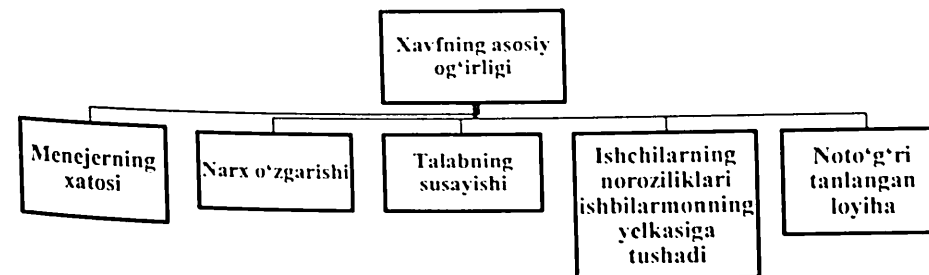 Xavfning asosiy
og‘irligi
Menejerning
xatosi
Narx o‘zgarishi
Talabning
susayishi
Ishchilarning
noroziliklari
ishbilarmonning
yelkasiga
tushadi
Noto‘g‘ri
tanlangan
loyiha